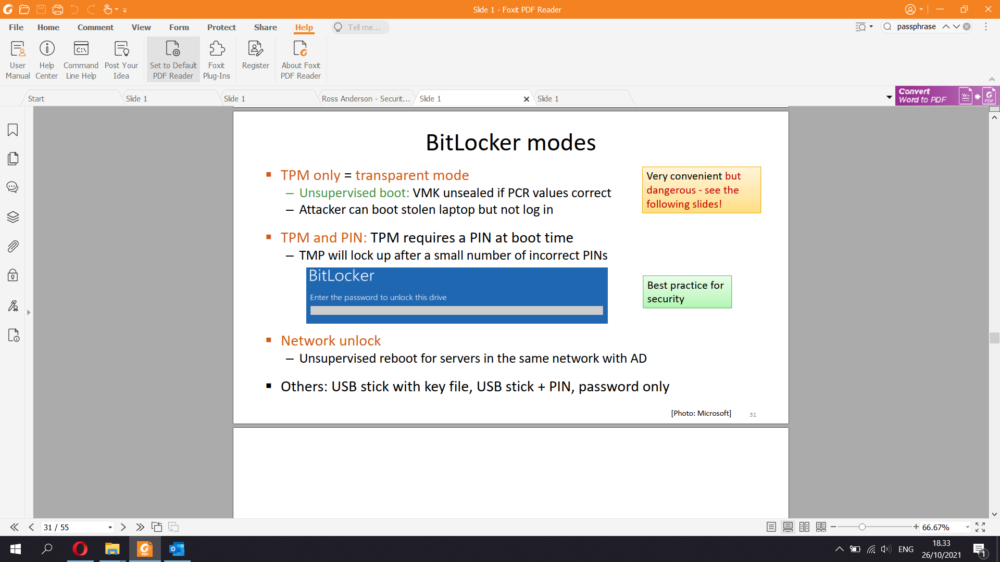 Slide 1 - Foxit PDF Reader
File Home Comment View Form Protect Share Help Tell me... passphrase
User Manual
Help Center
C:\ Command Line Help
Post Your Idea
Set to Default PDF Reader
Foxit Plug-Ins
Register
About Foxit PDF Reader
Start Slide 1 Slide 1 Ross Anderson - Securit... Slide 1 Slide 1
Convert
Word to PDF
BitLocker modes
TPM only = transparent mode
– Unsupervised boot: VMK unsealed if PCR values correct
– Attacker can boot stolen laptop but not log in
Very convenient but
dangerous - see the
following slides!
TPM and PIN: TPM requires a PIN at boot time
– TMP will lock up after a small number of incorrect PINs
BitLocker
Enter the password to unlock this drive
Best practice for
security
Network unlock
– Unsupervised reboot for servers in the same network with AD
Others: USB stick with key file, USB stick + PIN, password only
[Photo: Microsoft] 31
31 / 55 66.67%
ENG 18.33
26/10/2021 1